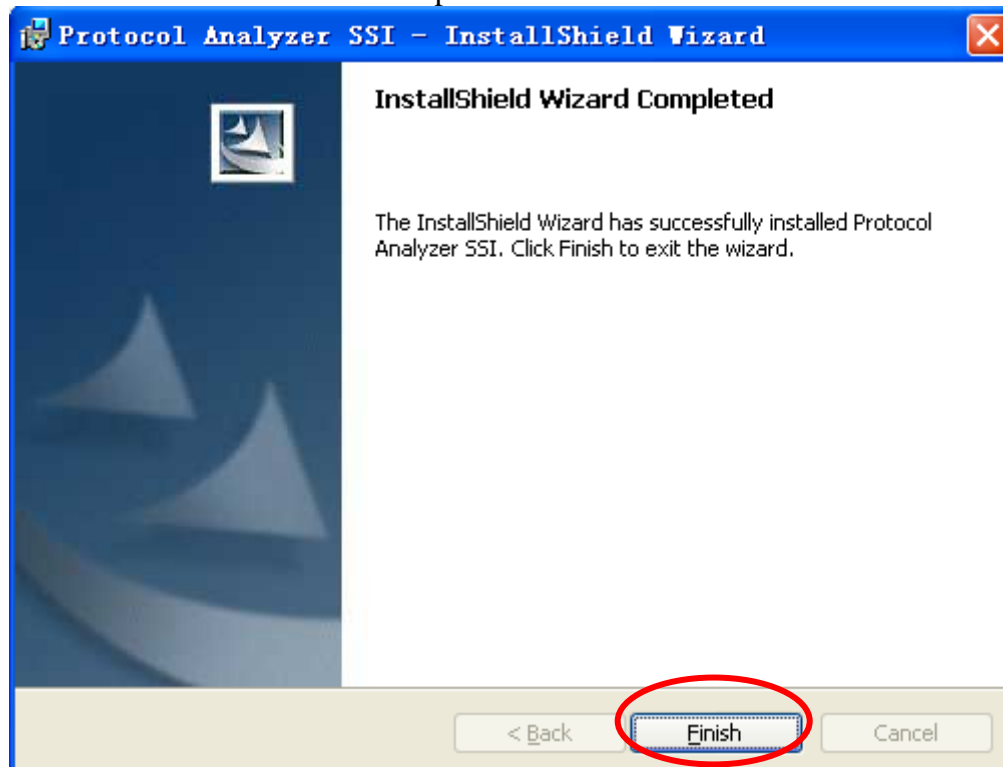 Protocol Analyzer SSI - InstallShield Wizard
InstallShield Wizard Completed
The InstallShield Wizard has successfully installed Protocol
Analyzer SSI. Click Finish to exit the wizard.
< Back Finish Cancel